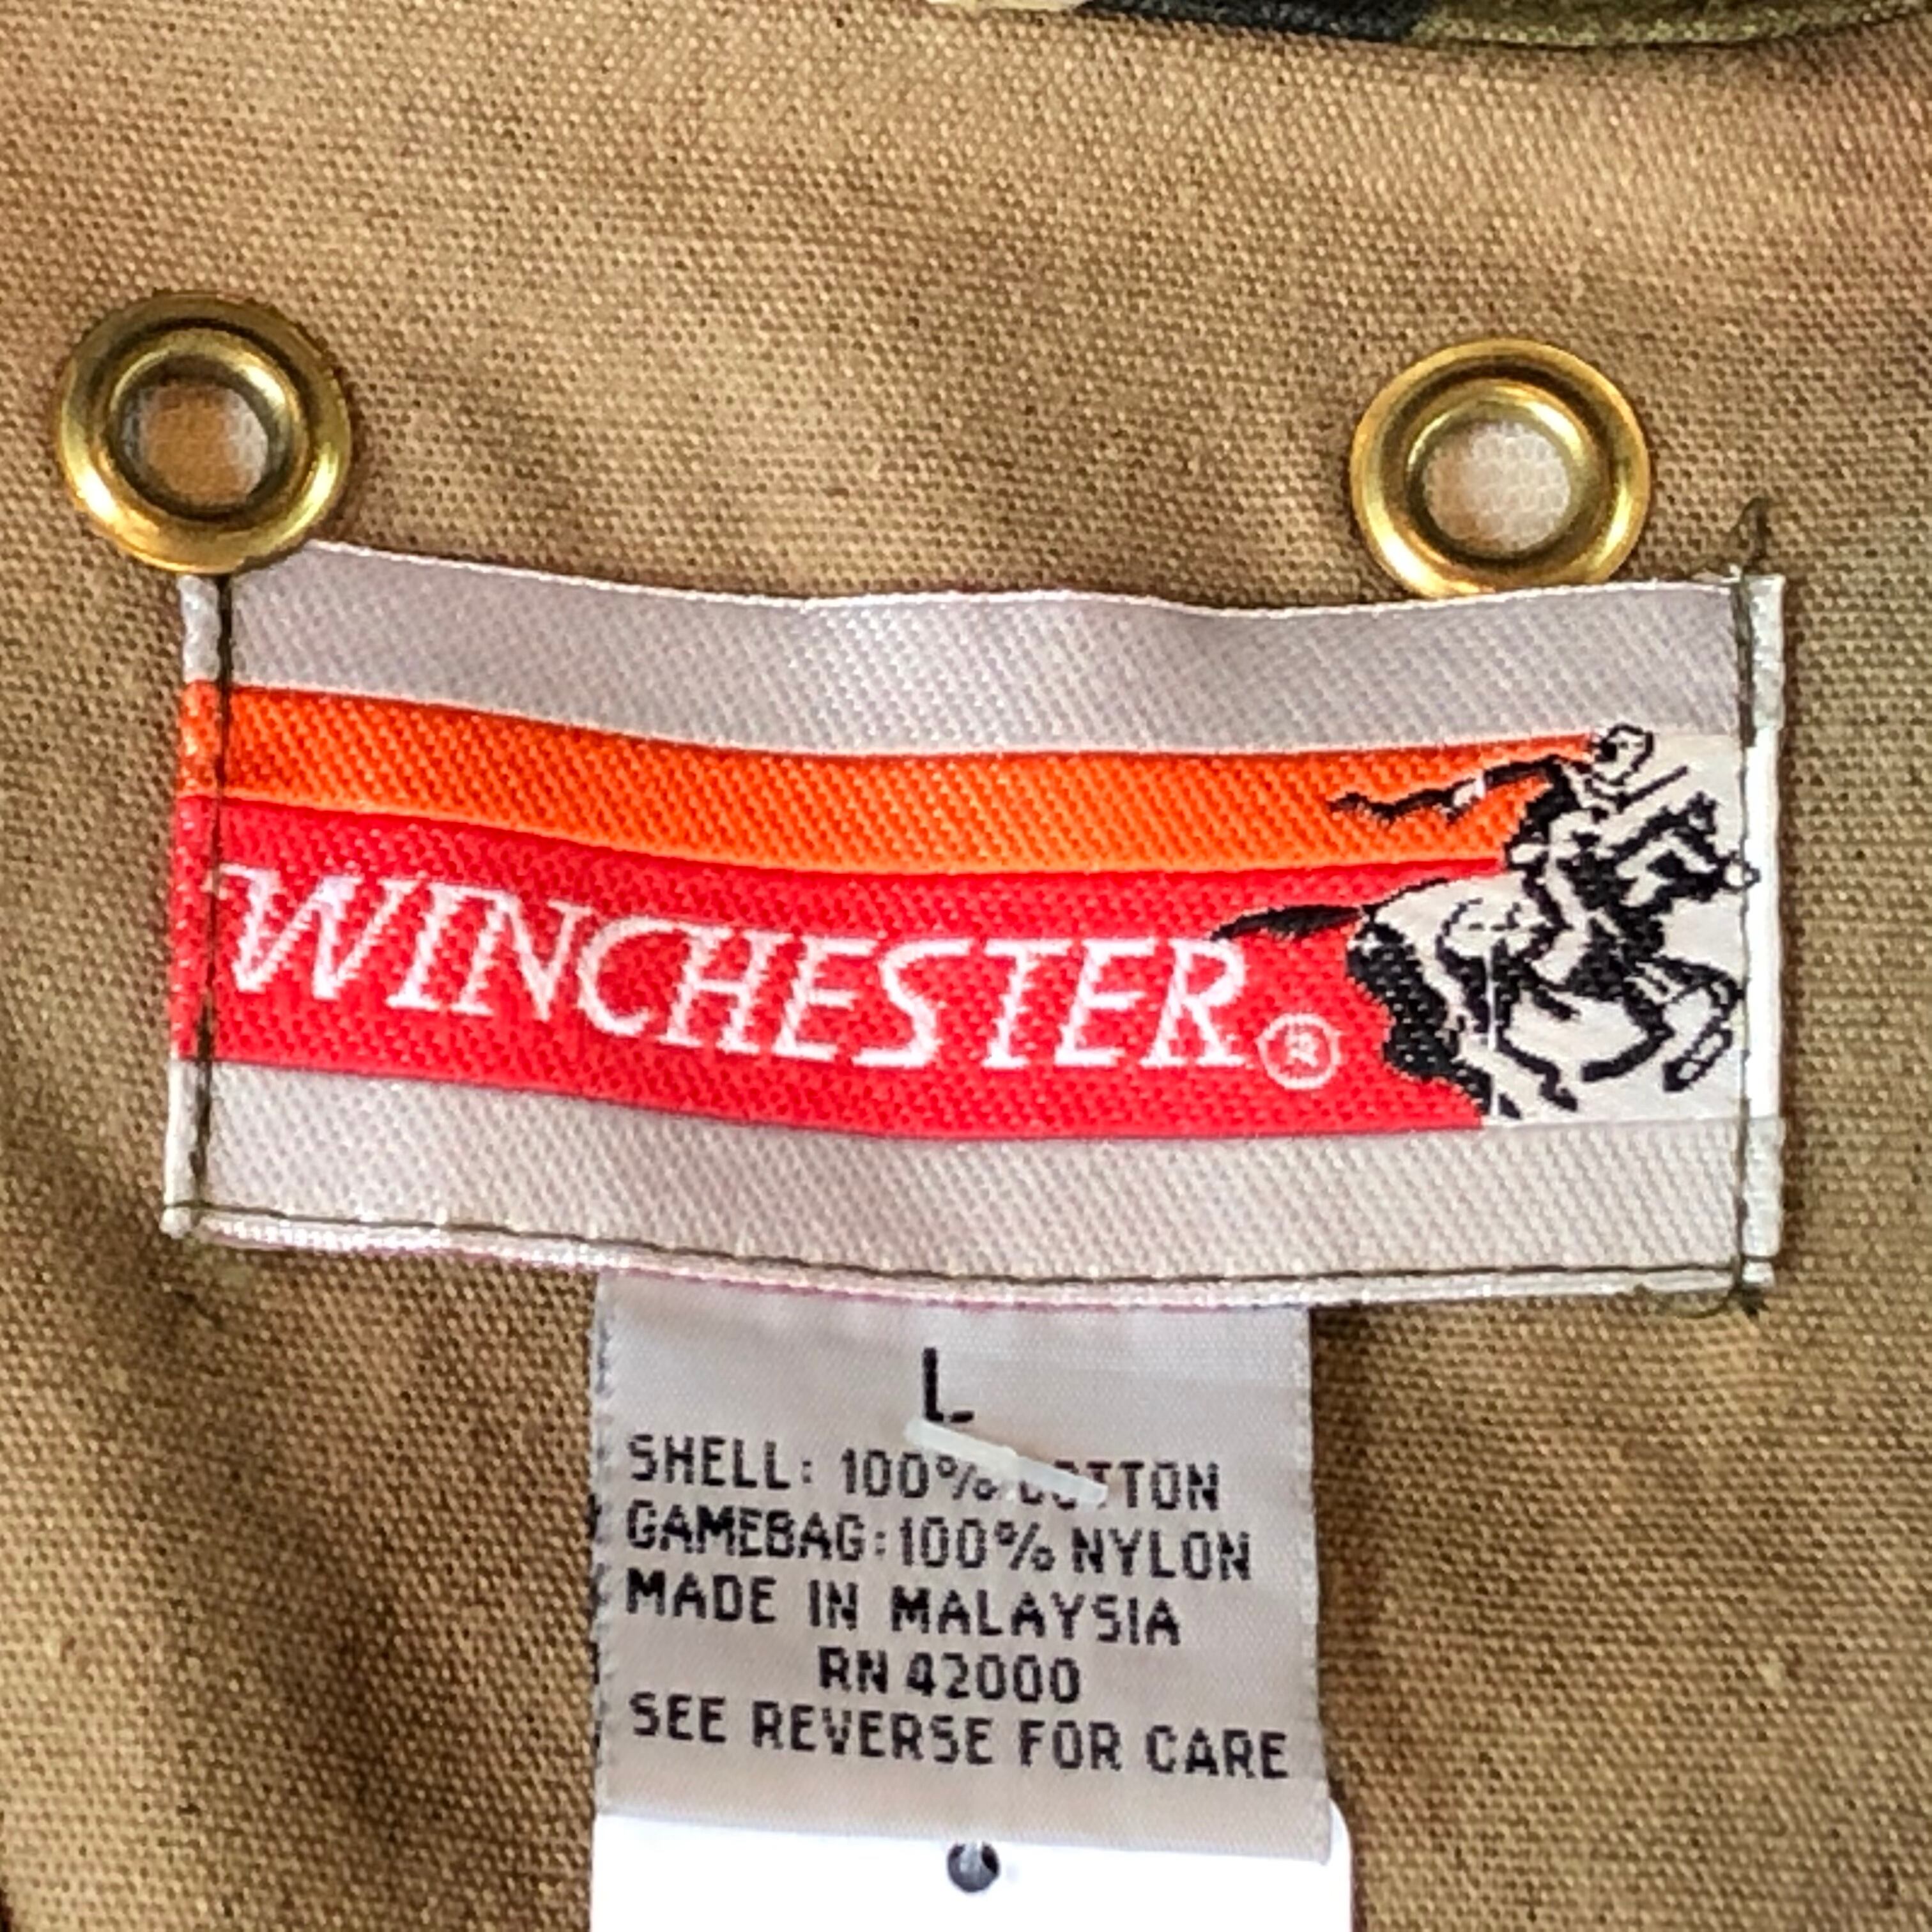 WINCHESTER®
L
SHELL: 100% COTTON
GAMEBAG: 100% NYLON
MADE IN MALAYSIA
RN 42000
SEE REVERSE FOR CARE